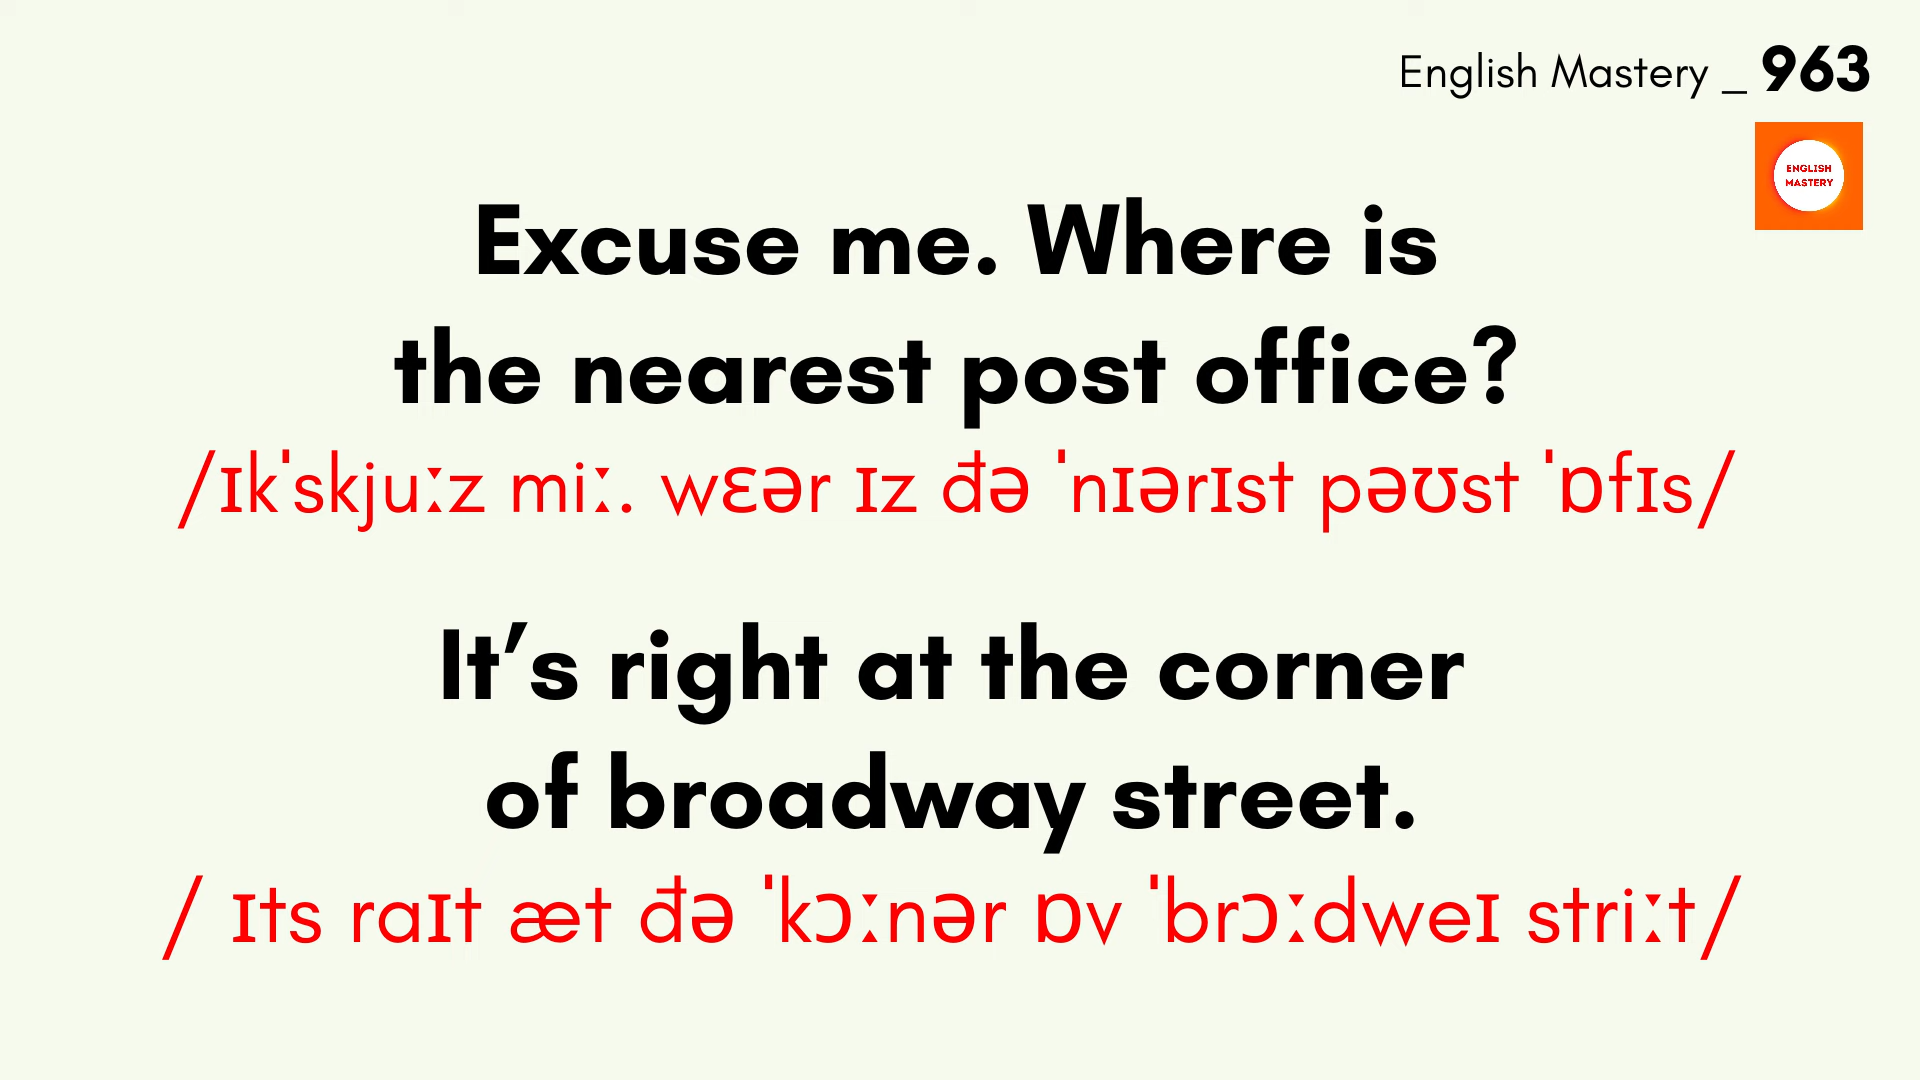 English Mastery _ 963
ENGLISH
MASTERY
Excuse me. Where is
the nearest post office?
/ɪkˈskjuːz miː. wɛər ɪz đə ˈnɪərɪst pəʊst ˈɒfɪs/
It’s right at the corner
of broadway street.
/ ɪts raɪt æt đə ˈkɔːnər ɒv ˈbrɔːdweɪ striːt/